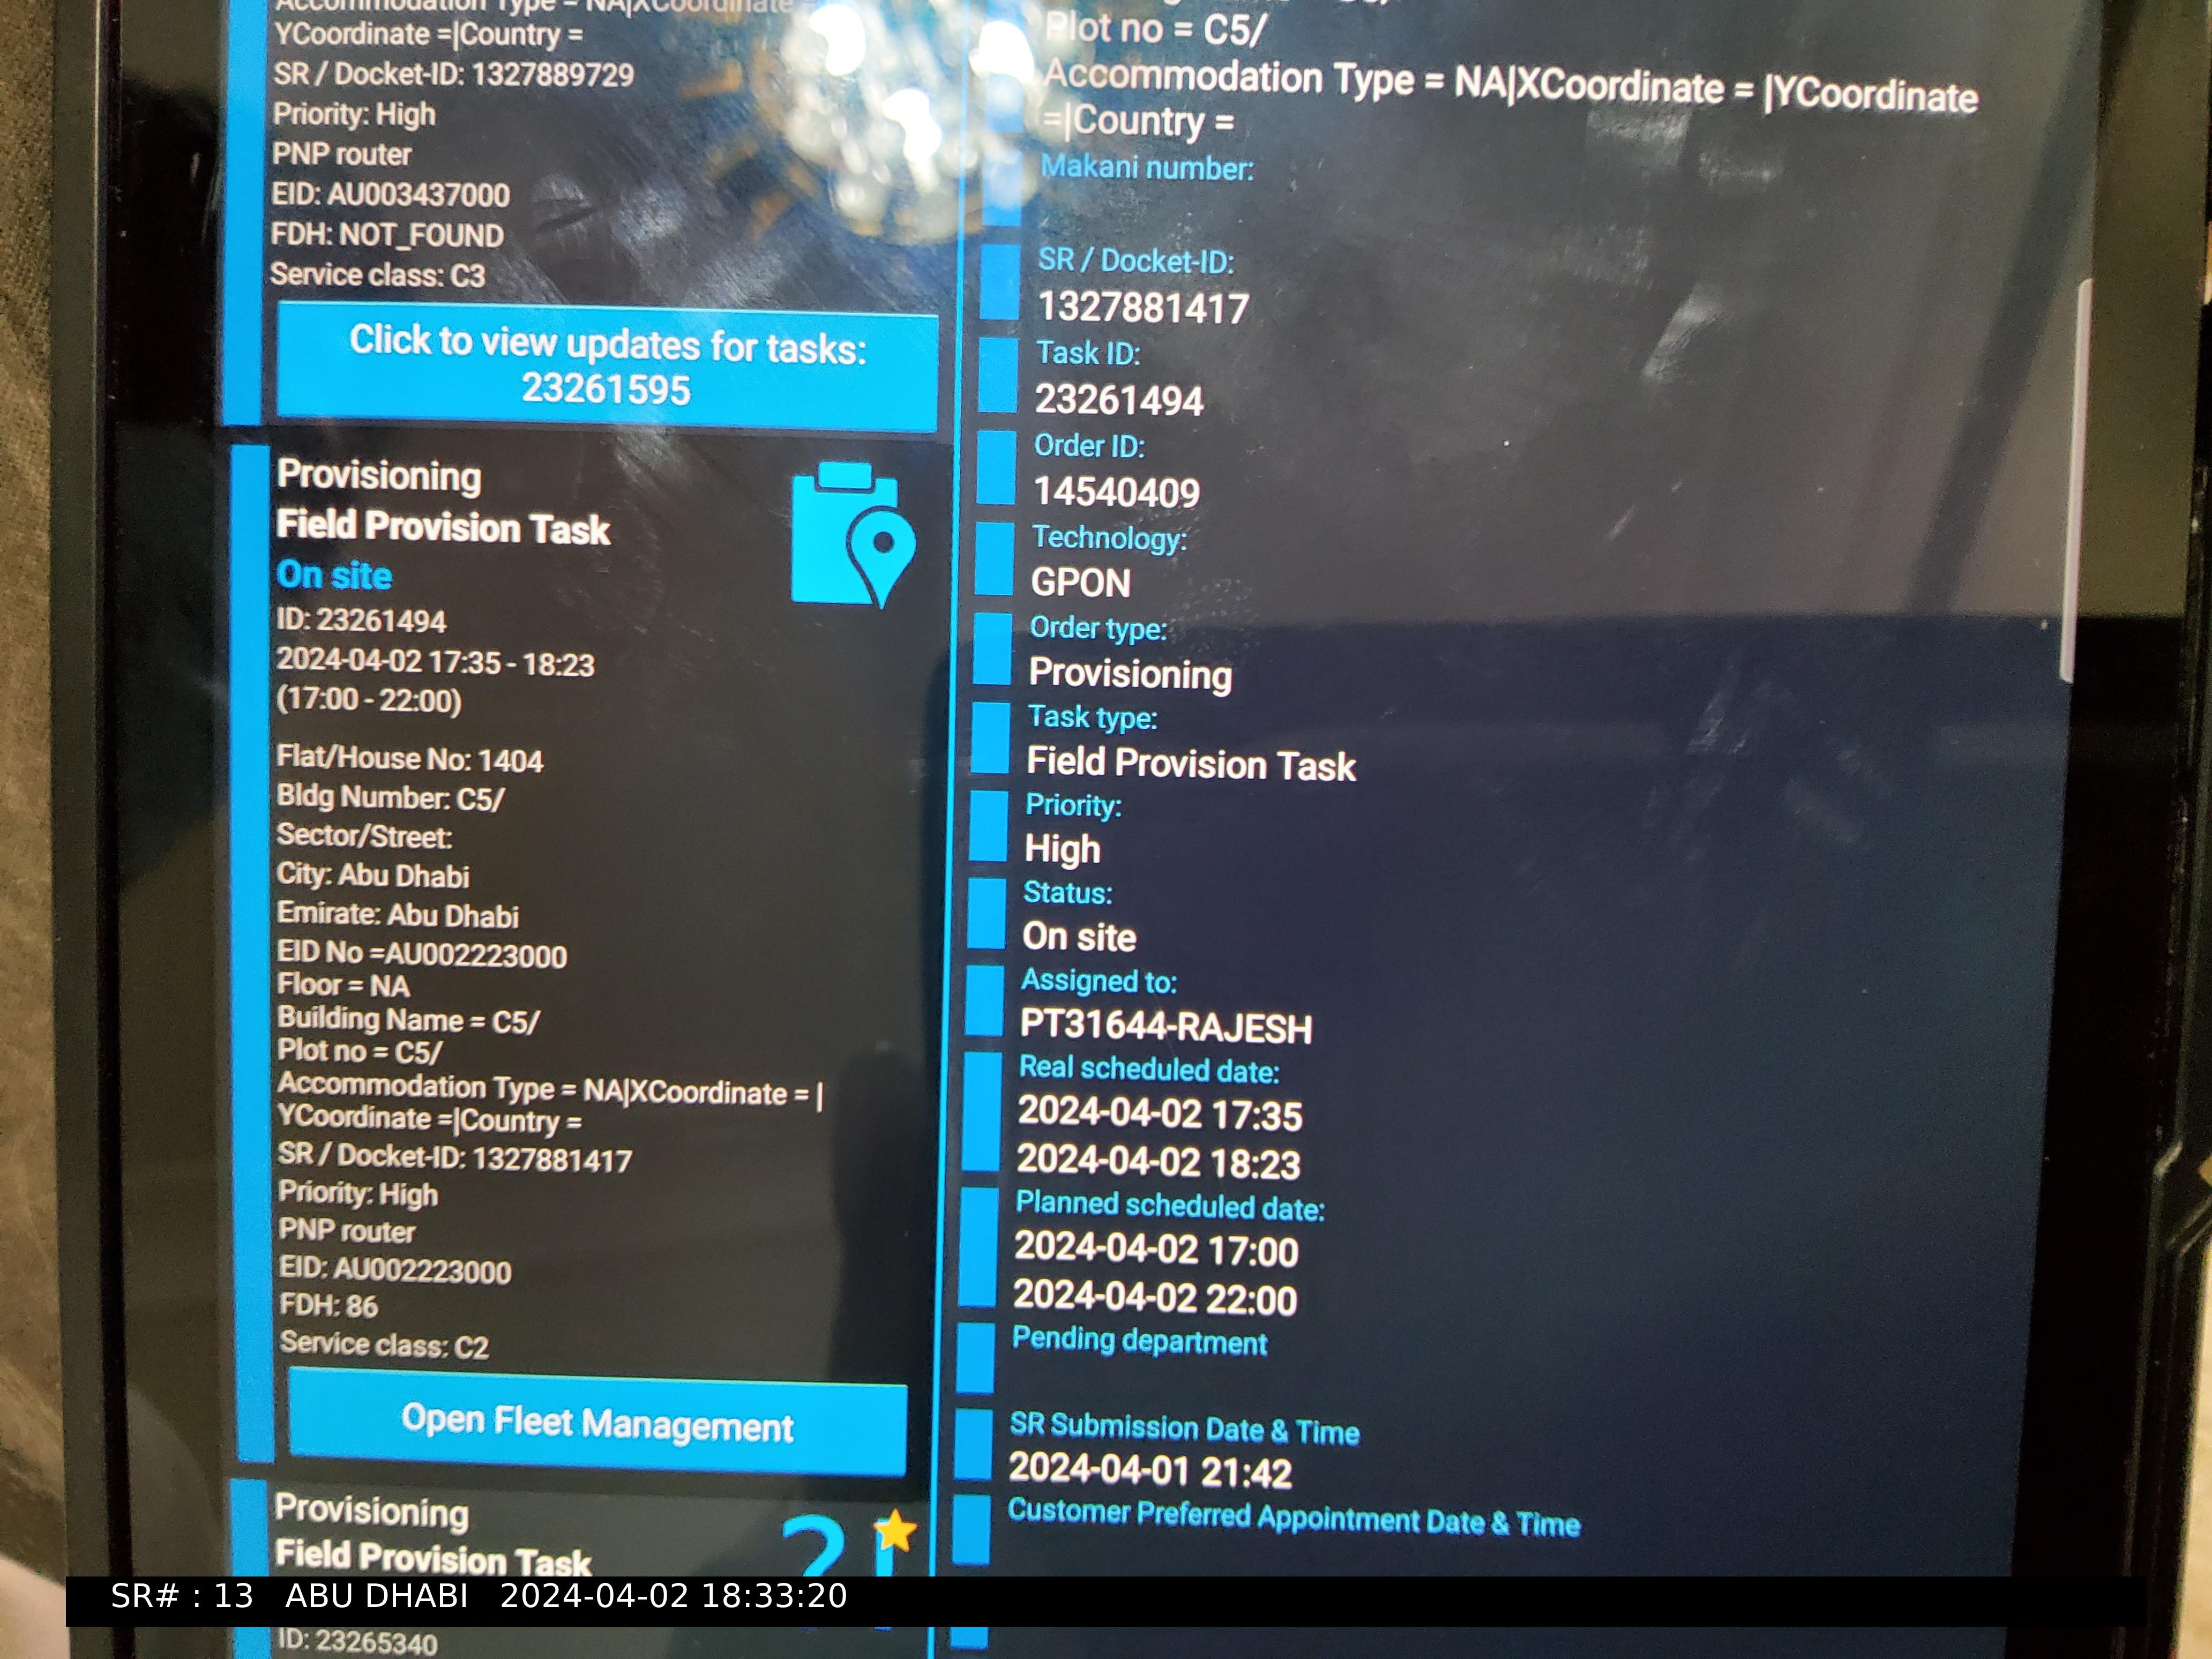 Accommodation Type = NA|XCoordinate =
YCoordinate =|Country =
SR / Docket-ID: 1327889729
Priority: High
PNP router
EID: AU003437000
FDH: NOT_FOUND
Service class: C3
Click to view updates for tasks:
23261595
Provisioning
Field Provision Task
On site
ID: 23261494
2024-04-02 17:35 - 18:23
(17:00 - 22:00)
Flat/House No: 1404
Bldg Number: C5/
Sector/Street:
City: Abu Dhabi
Emirate: Abu Dhabi
EID No =AU002223000
Floor = NA
Building Name = C5/
Plot no = C5/
Accommodation Type = NA|XCoordinate = |
YCoordinate =|Country =
SR / Docket-ID: 1327881417
Priority: High
PNP router
EID: AU002223000
FDH: 86
Service class: C2
Open Fleet Management
Provisioning
Field Provision Task
ID: 23265340
Plot no = C5/
Accommodation Type = NA|XCoordinate = |YCoordinate
=|Country =
Makani number:
SR / Docket-ID:
1327881417
Task ID:
23261494
Order ID:
14540409
Technology:
GPON
Order type:
Provisioning
Task type:
Field Provision Task
Priority:
High
Status:
On site
Assigned to:
PT31644-RAJESH
Real scheduled date:
2024-04-02 17:35
2024-04-02 18:23
Planned scheduled date:
2024-04-02 17:00
2024-04-02 22:00
Pending department
SR Submission Date & Time
2024-04-01 21:42
Customer Preferred Appointment Date & Time
SR# : 13 ABU DHABI 2024-04-02 18:33:20